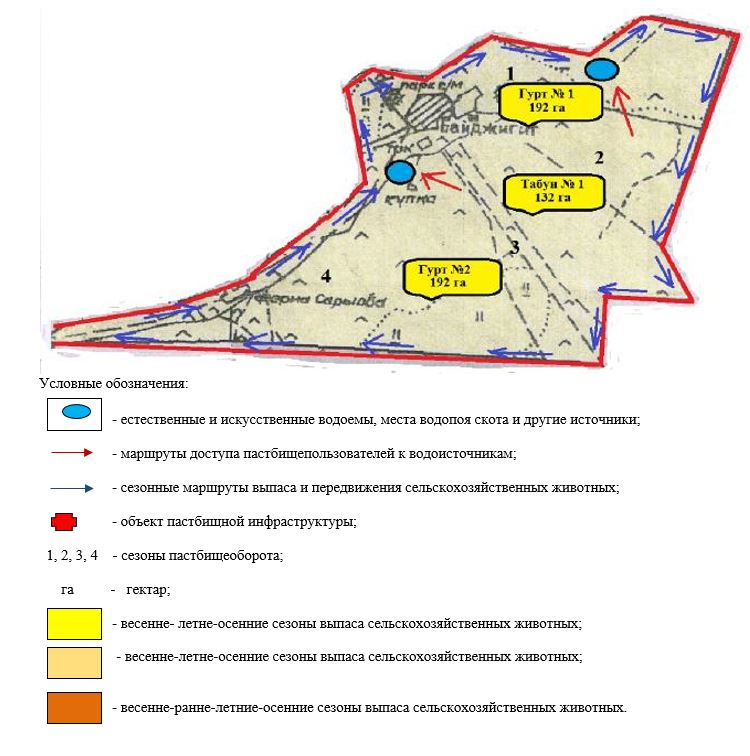 1
Гурт № 1
192 га
Байджигит
2
Табун № 1
132 га
купка
3
Гурт №2
192 га
4
ферма Сарыоба
Условные обозначения:
- естественные и искусственные водоемы, места водопоя скота и другие источники;
- маршруты доступа пастбищепользователей к водоисточникам;
- сезонные маршруты выпаса и передвижения сельскохозяйственных животных;
- объект пастбищной инфраструктуры;
1, 2, 3, 4 - сезоны пастбищеоборота;
га - гектар;
- весенне- летне-осенние сезоны выпаса сельскохозяйственных животных;
- весенне-летне-осенние сезоны выпаса сельскохозяйственных животных;
- весенне-ранне-летние-осенние сезоны выпаса сельскохозяйственных животных.